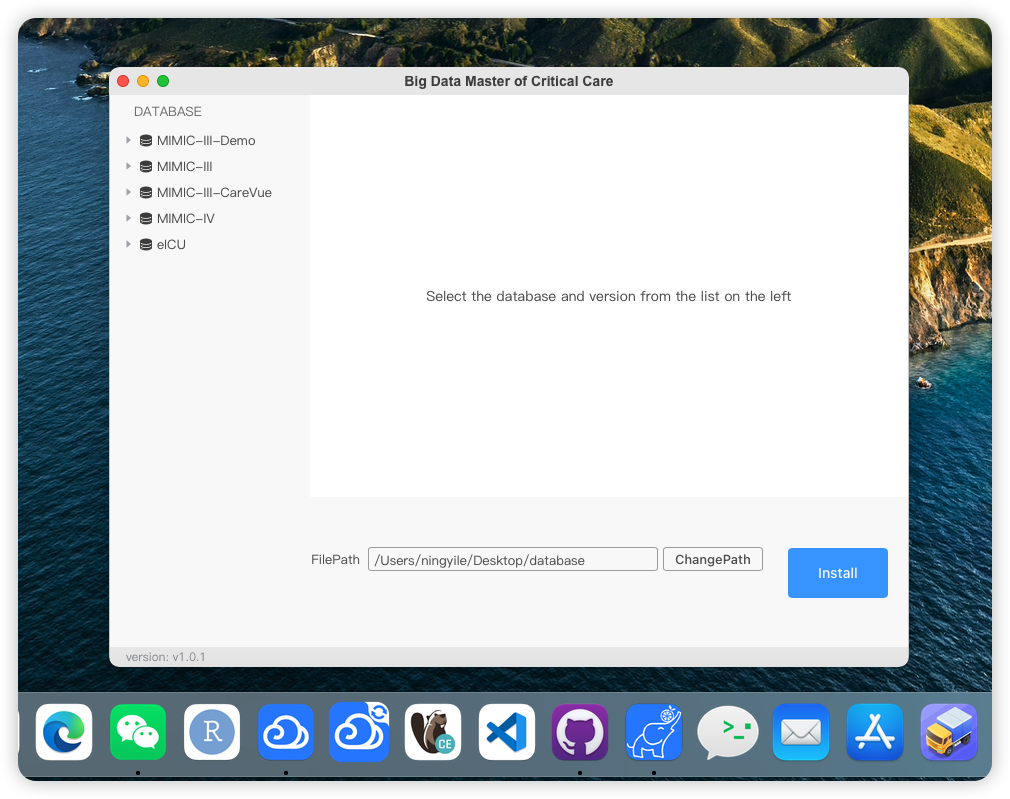 Big Data Master of Critical Care
DATABASE
MIMIC-III-Demo
MIMIC-III
MIMIC-III-CareVue
MIMIC-IV
eICU
Select the database and version from the list on the left
FilePath /Users/ningyile/Desktop/database ChangePath
Install
version: v1.0.1
R
CE
>_